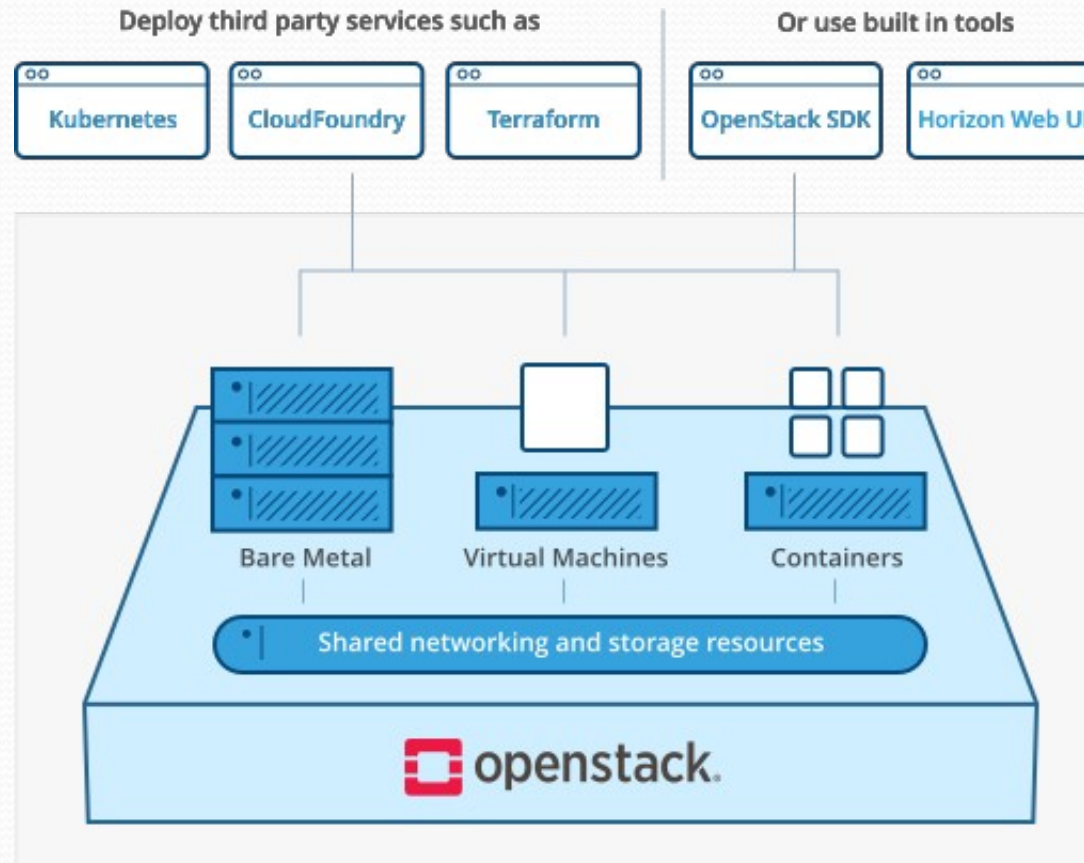 Deploy third party services such as
Or use built in tools
Kubernetes
CloudFoundry
Terraform
OpenStack SDK
Horizon Web UI
Bare Metal
Virtual Machines
Containers
Shared networking and storage resources
openstack.